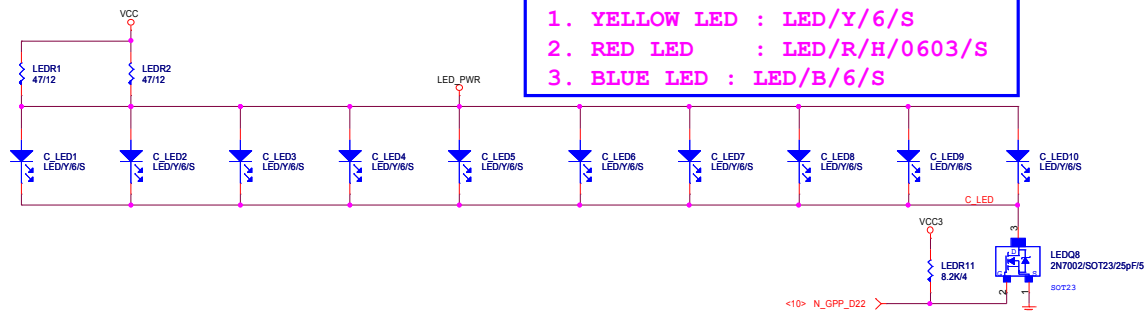 1. YELLOW LED : LED/Y/6/S
2. RED LED : LED/R/H/0603/S
3. BLUE LED : LED/B/6/S
VCC
LEDR1
47/12
LEDR2
47/12
LED_PWR
C_LED1
LED/Y/6/S
C_LED2
LED/Y/6/S
C_LED3
LED/Y/6/S
C_LED4
LED/Y/6/S
C_LED5
LED/Y/6/S
C_LED6
LED/Y/6/S
C_LED7
LED/Y/6/S
C_LED8
LED/Y/6/S
C_LED9
LED/Y/6/S
C_LED10
LED/Y/6/S
C_LED
VCC3
LEDR11
8.2K/4
3
D
G
S
2
1
LEDQ8
2N7002/SOT23/25pF/5
SOT23
<10> N_GPP_D22